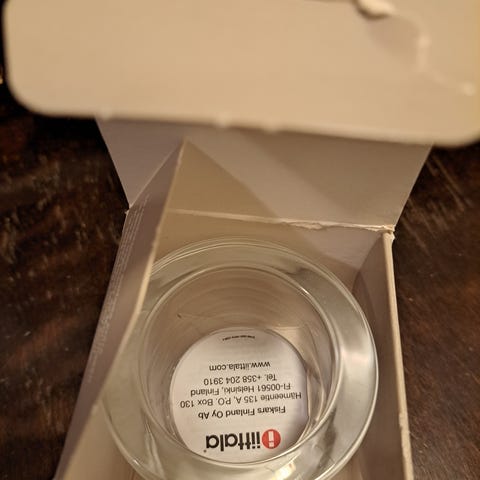 iittala
Fiskars Finland Oy Ab
Hämeentie 135 A, P.O. Box 130
FI-00561 Helsinki, Finland
Tel. +358 204 3910
www.iittala.com